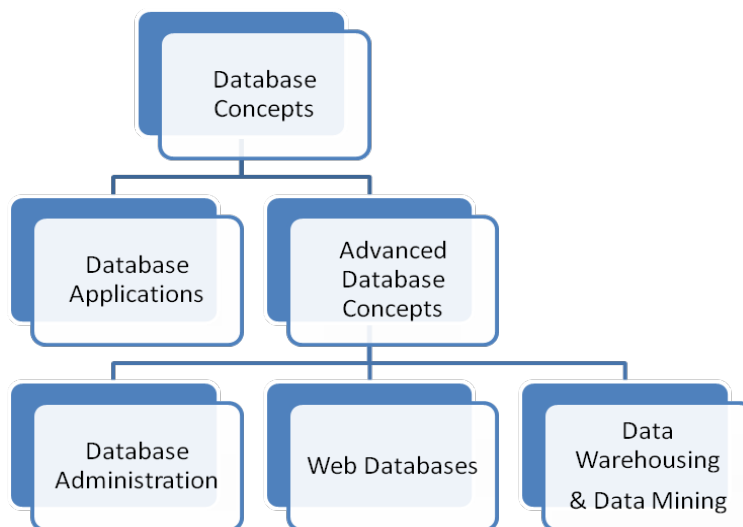 Database
Concepts
Database
Applications
Advanced
Database
Concepts
Database
Administration
Web Databases
Data
Warehousing
& Data Mining